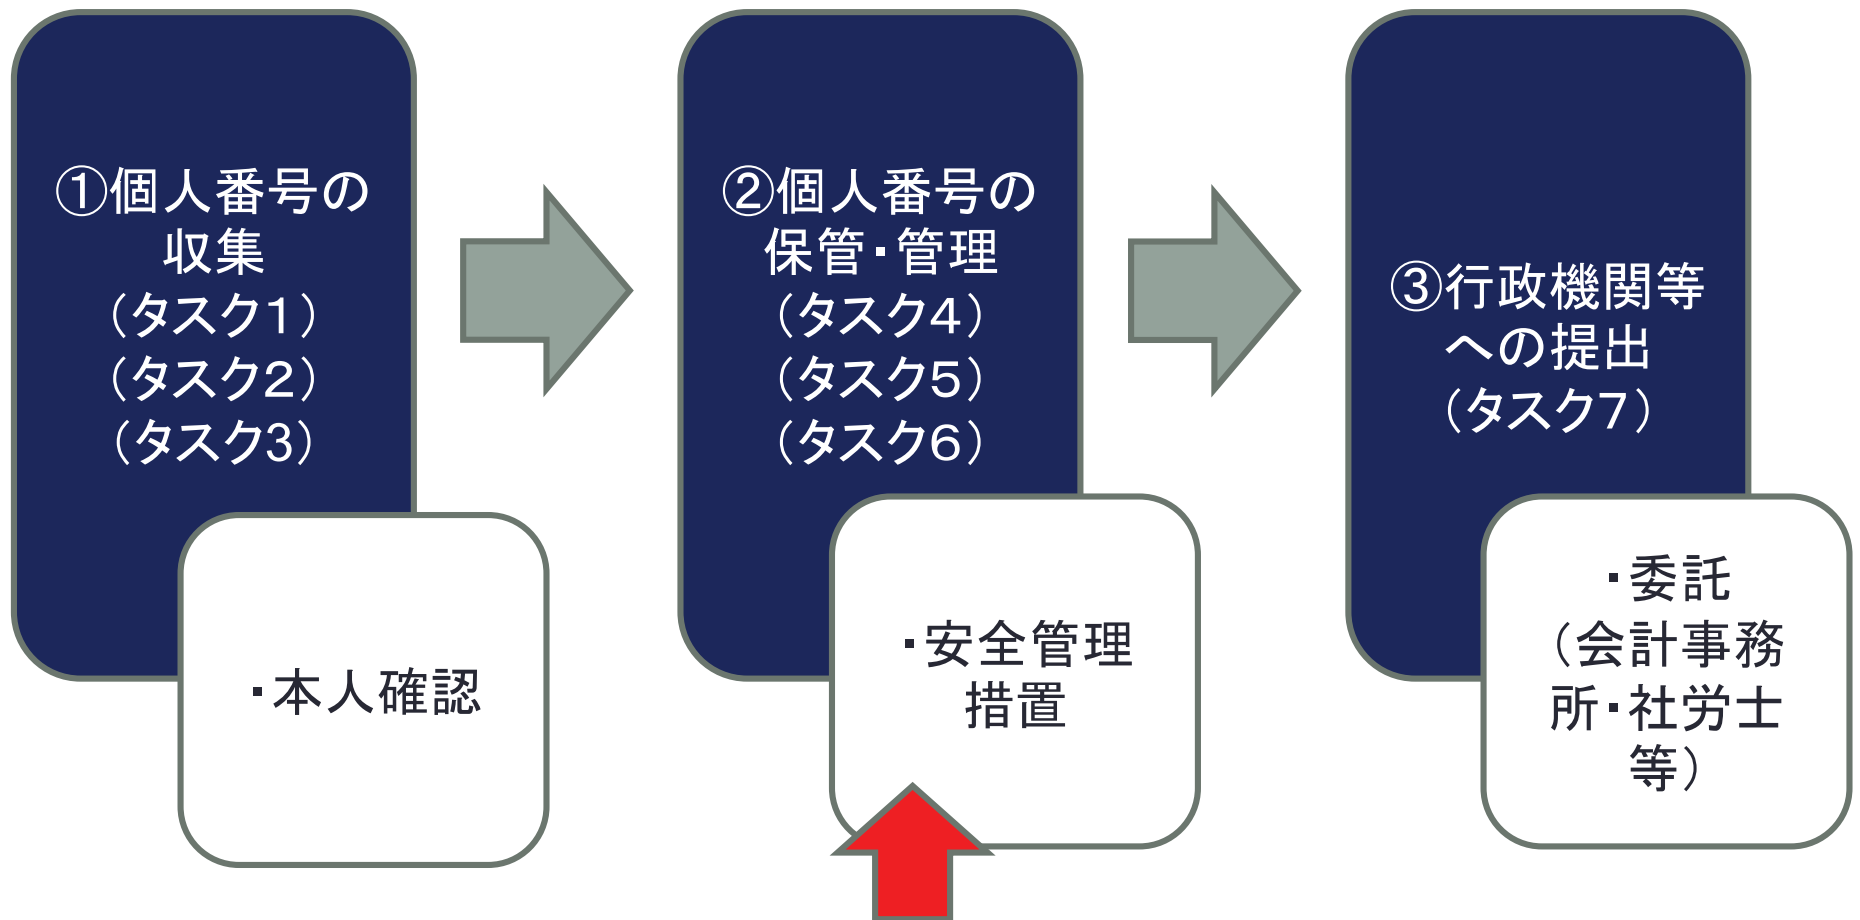 ①個人番号の
収集
（タスク１）
（タスク２）
（タスク３）
・本人確認
②個人番号の
保管・管理
（タスク４）
（タスク５）
（タスク６）
・安全管理
措置
③行政機関等
への提出
（タスク７）
・委託
（会計事務
所・社労士
等）